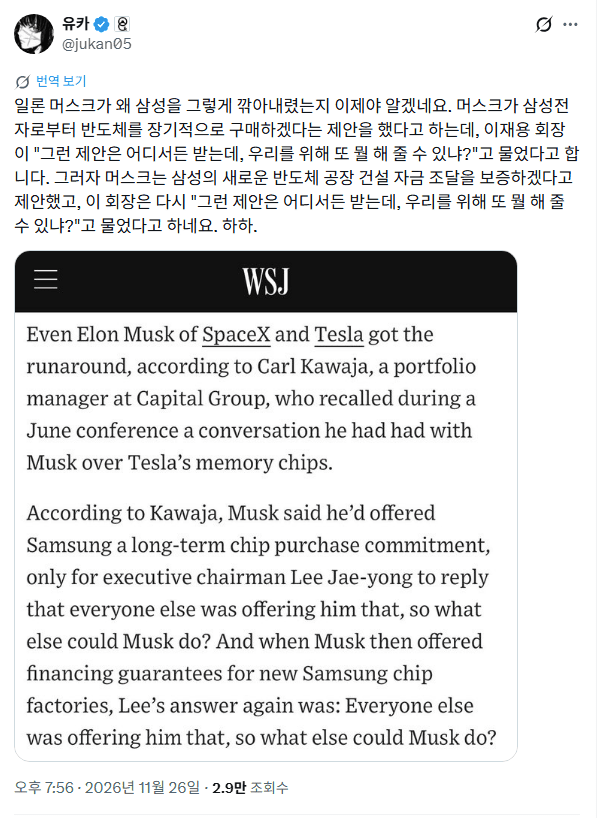 유카
@jukan05
번역 보기
일론 머스크가 왜 삼성을 그렇게 깎아내렸는지 이제야 알겠네요. 머스크가 삼성전
자로부터 반도체를 장기적으로 구매하겠다는 제안을 했다고 하는데, 이재용 회장
이 "그런 제안은 어디서든 받는데, 우리를 위해 또 뭘 해 줄 수 있냐?"고 물었다고 합
니다. 그러자 머스크는 삼성의 새로운 반도체 공장 건설 자금 조달을 보증하겠다고
제안했고, 이 회장은 다시 "그런 제안은 어디서든 받는데, 우리를 위해 또 뭘 해 줄
수 있냐?"고 물었다고 하네요. 하하.
WSJ
Even Elon Musk of SpaceX and Tesla got the
runaround, according to Carl Kawaja, a portfolio
manager at Capital Group, who recalled during a
June conference a conversation he had had with
Musk over Tesla’s memory chips.
According to Kawaja, Musk said he’d offered
Samsung a long-term chip purchase commitment,
only for executive chairman Lee Jae-yong to reply
that everyone else was offering him that, so what
else could Musk do? And when Musk then offered
financing guarantees for new Samsung chip
factories, Lee’s answer again was: Everyone else
was offering him that, so what else could Musk do?
오후 7:56 · 2026년 11월 26일 · 2.9만 조회수